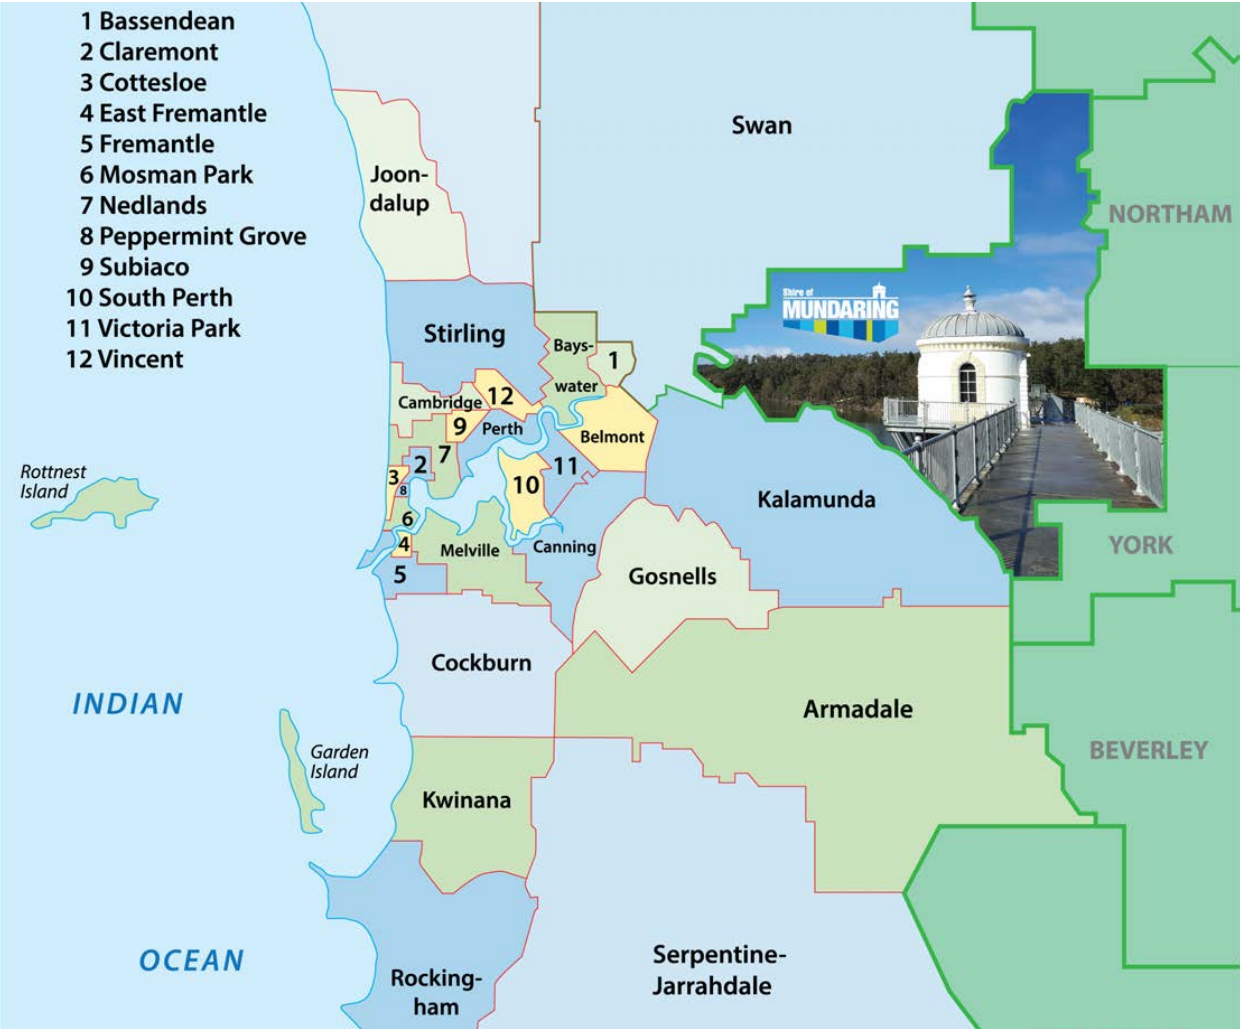 1 Bassendean
2 Claremont
3 Cottesloe
4 East Fremantle
5 Fremantle
6 Mosman Park
7 Nedlands
8 Peppermint Grove
9 Subiaco
10 South Perth
11 Victoria Park
12 Vincent
Swan
Joon-
dalup
NORTHAM
Shire of
MUNDARING
Stirling
Bays-
water
1
Cambridge
12
9
Perth
Belmont
7
2
11
3
8
10
Rottnest
Island
Kalamunda
6
4
Melville
Canning
YORK
5
Gosnells
Cockburn
INDIAN
Armadale
Garden
Island
BEVERLEY
Kwinana
OCEAN
Serpentine-
Jarrahdale
Rocking-
ham